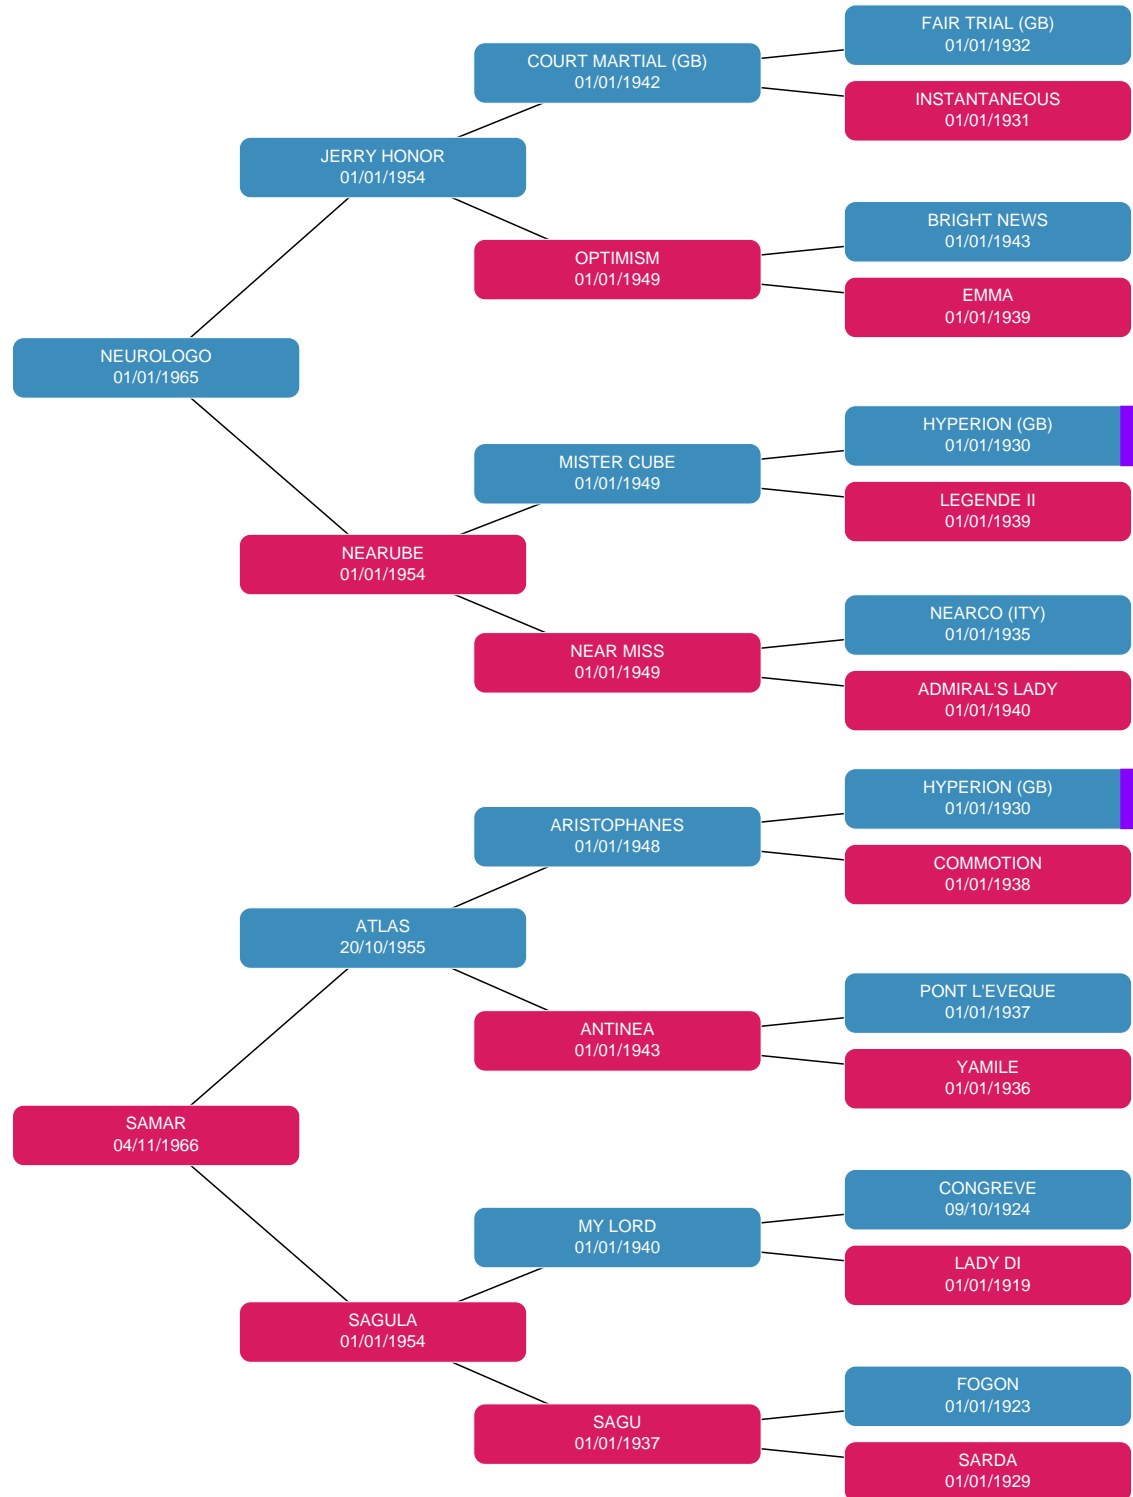 FAIR TRIAL (GB)
01/01/1932
COURT MARTIAL (GB)
01/01/1942
INSTANTANEOUS
01/01/1931
JERRY HONOR
01/01/1954
BRIGHT NEWS
01/01/1943
OPTIMISM
01/01/1949
EMMA
01/01/1939
NEUROLOGO
01/01/1965
HYPERION (GB)
01/01/1930
MISTER CUBE
01/01/1949
LEGENDE II
01/01/1939
NEARUBE
01/01/1954
NEARCO (ITY)
01/01/1935
NEAR MISS
01/01/1949
ADMIRAL'S LADY
01/01/1940
HYPERION (GB)
01/01/1930
ARISTOPHANES
01/01/1948
COMMOTION
01/01/1938
ATLAS
20/10/1955
PONT L'EVEQUE
01/01/1937
ANTINEA
01/01/1943
YAMILE
01/01/1936
SAMAR
04/11/1966
CONGREVE
09/10/1924
MY LORD
01/01/1940
LADY DI
01/01/1919
SAGULA
01/01/1954
FOGON
01/01/1923
SAGU
01/01/1937
SARDA
01/01/1929